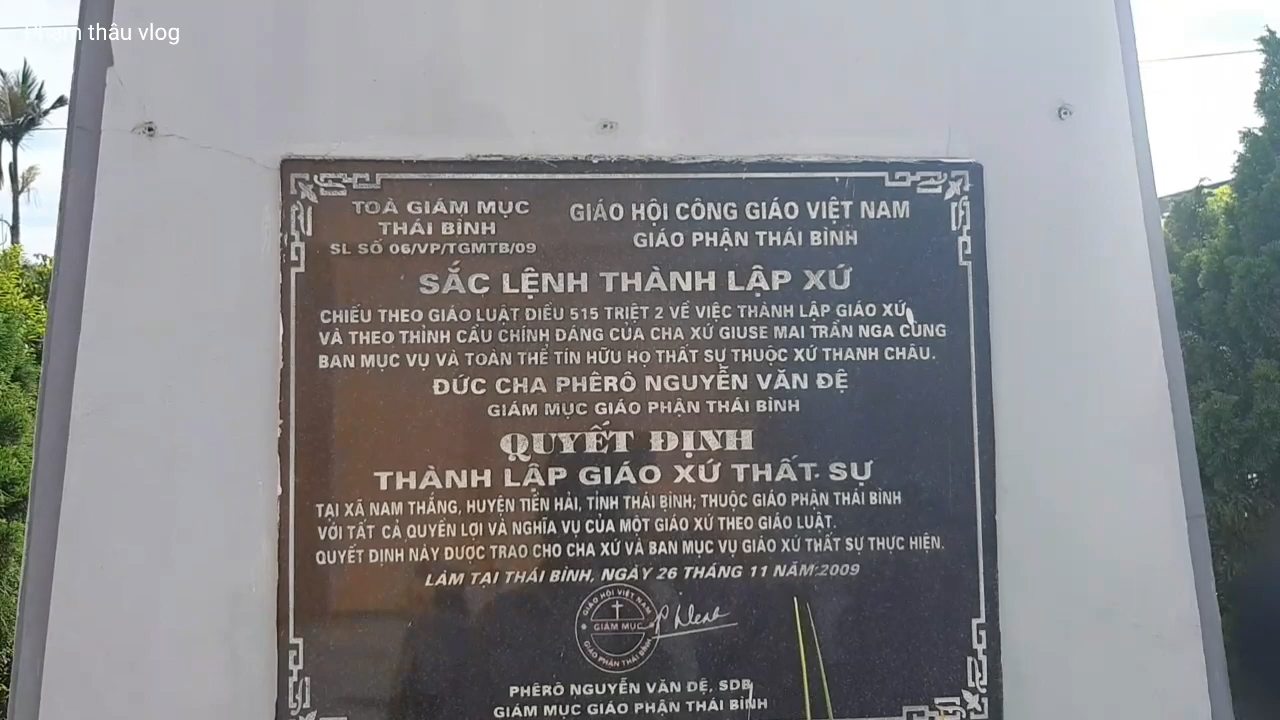 Phạm thâu vlog
TOÀ GIÁM MỤC
THÁI BÌNH
SL SỐ 06/VP/TGMTB/09
GIÁO HỘI CÔNG GIÁO VIỆT NAM
GIÁO PHẬN THÁI BÌNH
SẮC LỆNH THÀNH LẬP XỨ
CHIẾU THEO GIÁO LUẬT ĐIỀU 515 TRIỆT 2 VỀ VIỆC THÀNH LẬP GIÁO XỨ
VÀ THEO THỈNH CẦU CHÍNH ĐÁNG CỦA CHA XỨ GIUSE MAI TRẦN NGA CÙNG
BAN MỤC VỤ VÀ TOÀN THỂ TÍN HỮU HỌ THẤT SỰ THUỘC XỨ THANH CHÂU.
ĐỨC CHA PHÊRÔ NGUYỄN VĂN ĐỆ
GIÁM MỤC GIÁO PHẬN THÁI BÌNH
QUYẾT ĐỊNH
THÀNH LẬP GIÁO XỨ THẤT SỰ
TẠI XÃ NAM THẮNG, HUYỆN TIỀN HẢI, TỈNH THÁI BÌNH; THUỘC GIÁO PHẬN THÁI BÌNH
VỚI TẤT CẢ QUYỀN LỢI VÀ NGHĨA VỤ CỦA MỘT GIÁO XỨ THEO GIÁO LUẬT.
QUYẾT ĐỊNH NÀY ĐƯỢC TRAO CHO CHA XỨ VÀ BAN MỤC VỤ GIÁO XỨ THẤT SỰ THỰC HIỆN.
LÀM TẠI THÁI BÌNH, NGÀY 26 THÁNG 11 NĂM 2009
GIÁO HỘI VIỆT NAM
GIÁM MỤC
GIÁO PHẬN THÁI BÌNH
PHÊRÔ NGUYỄN VĂN ĐỆ, SDB
GIÁM MỤC GIÁO PHẬN THÁI BÌNH